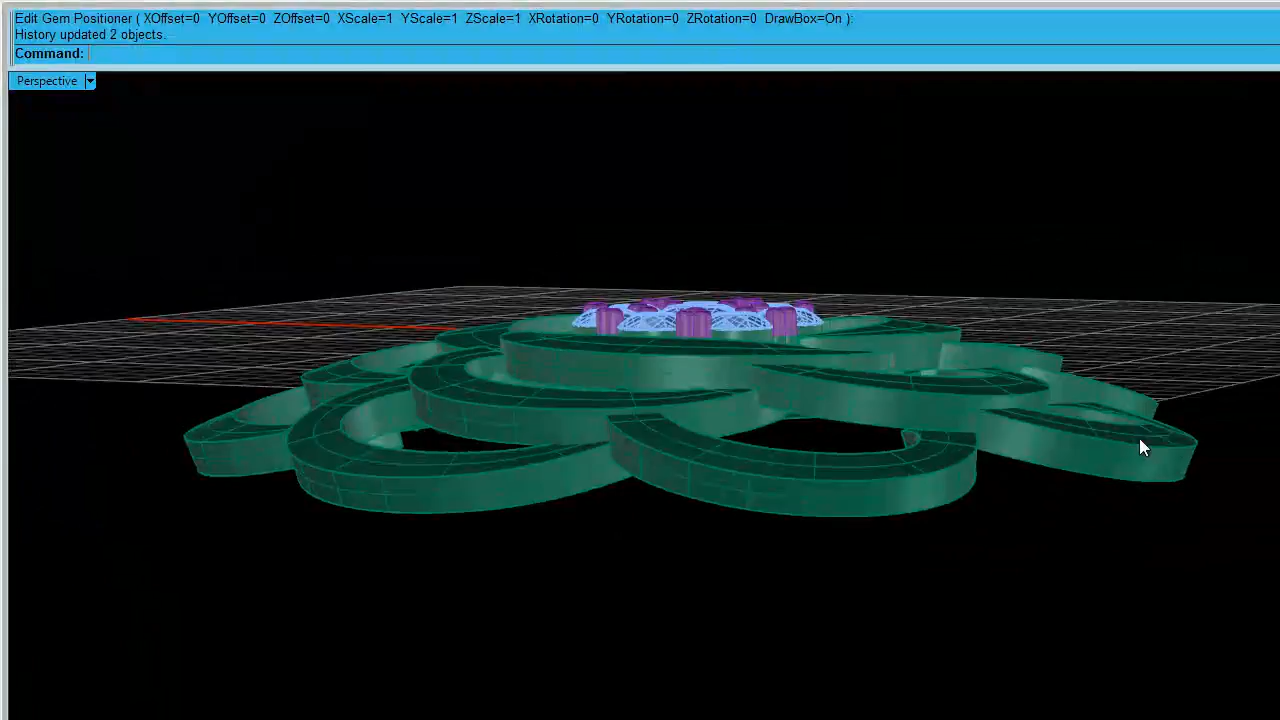 Edit Gem Positioner ( XOffset=0 YOffset=0 ZOffset=0 XScale=1 YScale=1 ZScale=1 XRotation=0 YRotation=0 ZRotation=0 DrawBox=On ):
History updated 2 objects.
Command:
Perspective